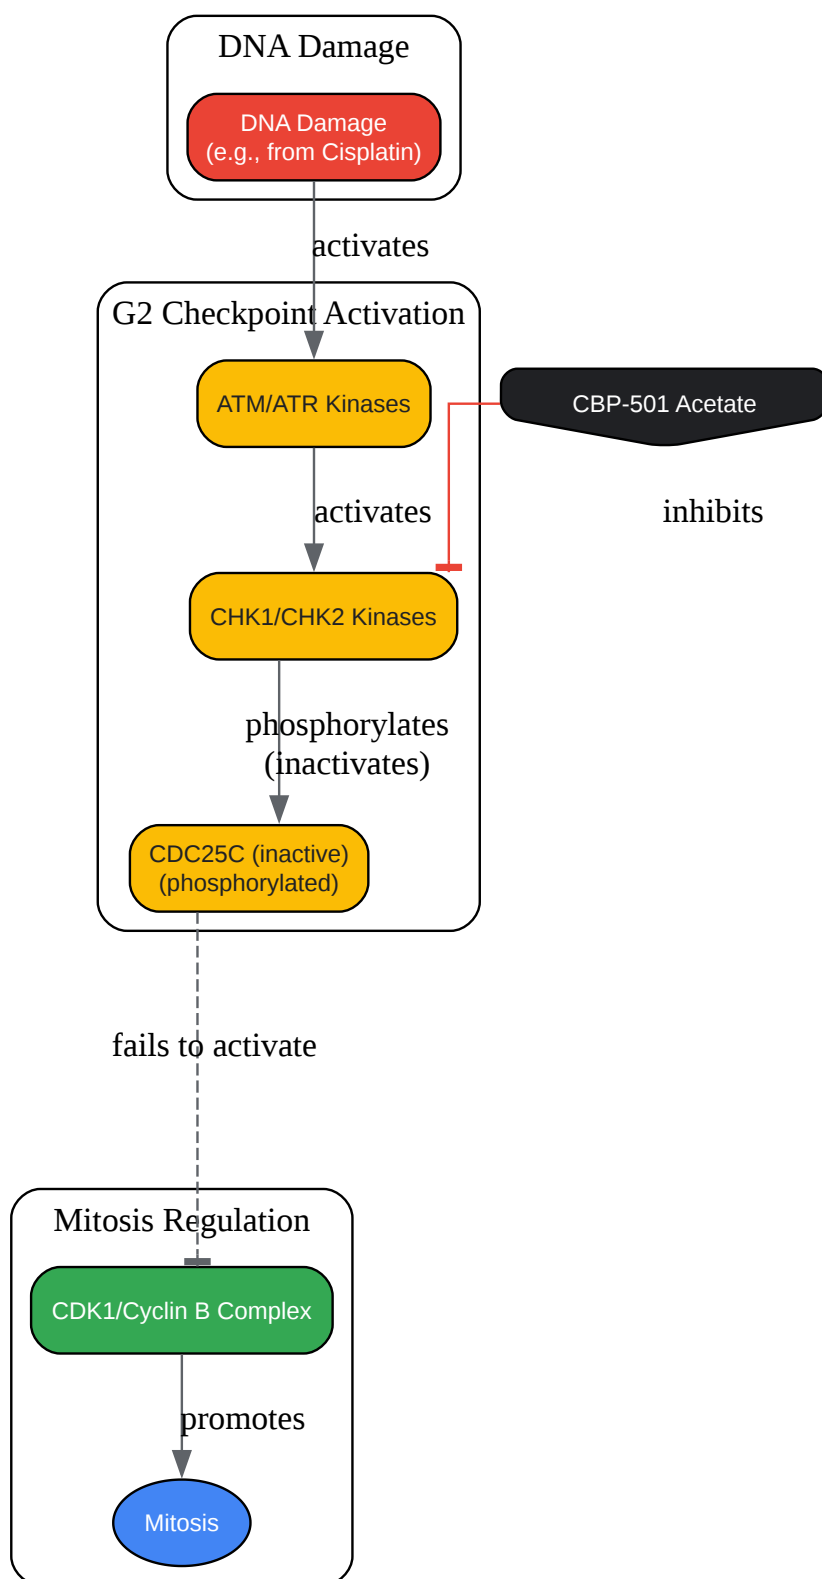 DNA Damage
DNA Damage
(e.g., from Cisplatin)
activates
G2 Checkpoint Activation
ATM/ATR Kinases
CBP-501 Acetate
activates
inhibits
CHK1/CHK2 Kinases
phosphorylates
(inactivates)
CDC25C (inactive)
(phosphorylated)
fails to activate
Mitosis Regulation
CDK1/Cyclin B Complex
promotes
Mitosis